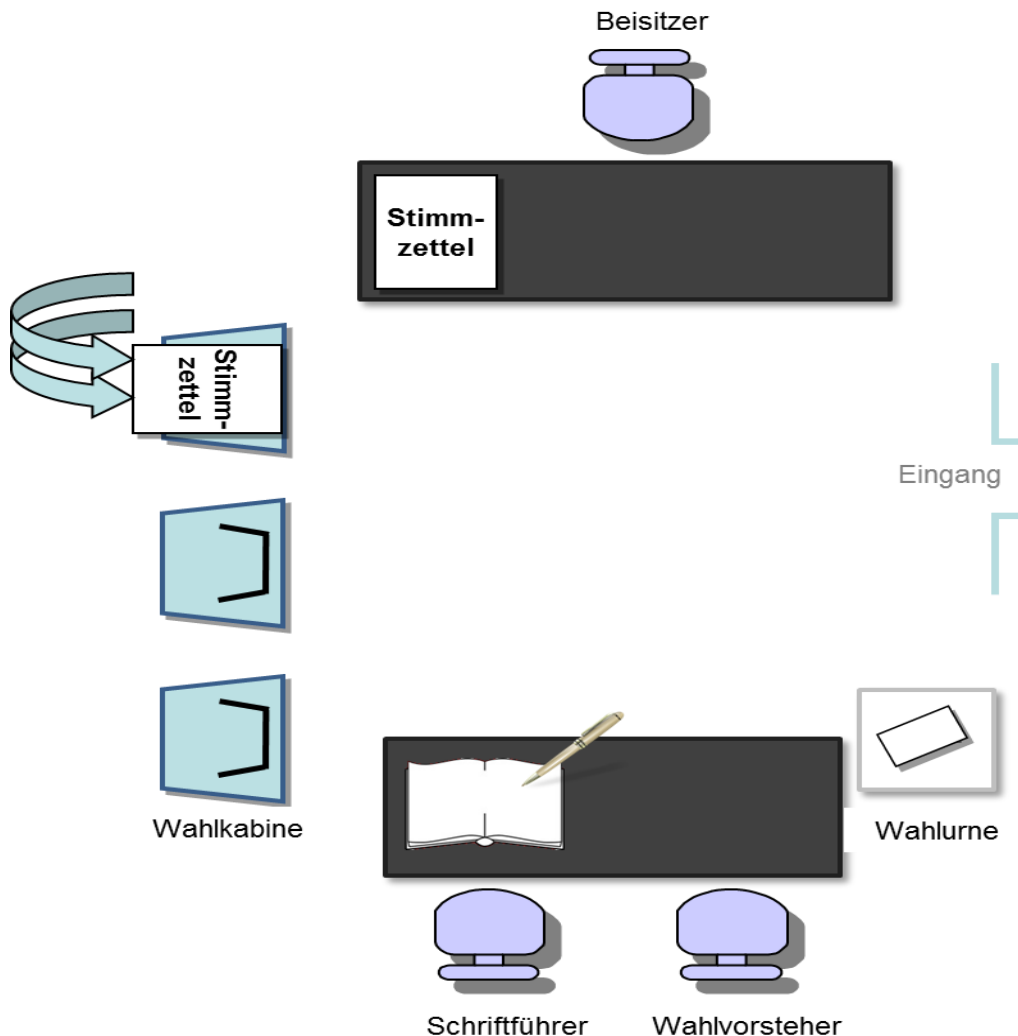 Beisitzer
Stimm-
zettel
Stimm-
zettel
Eingang
Wahlkabine
Wahlurne
Schriftführer
Wahlvorsteher